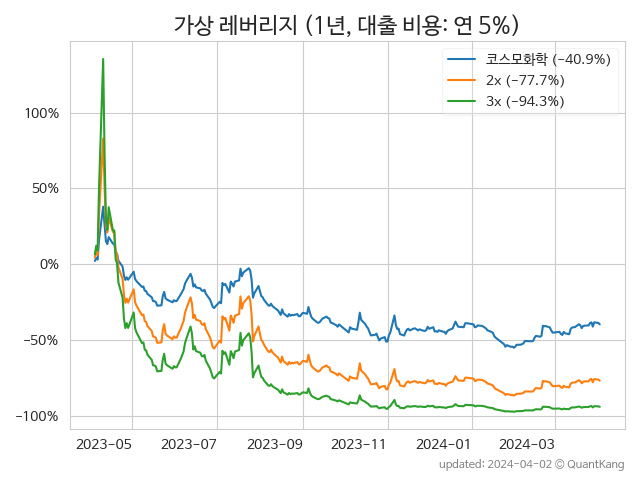 가상 레버리지 (1년, 대출 비용: 연 5%)
코스모화학 (-40.9%)
2x (-77.7%)
3x (-94.3%)
100%
50%
0%
−50%
−100%
2023-05 2023-07 2023-09 2023-11 2024-01 2024-03
updated: 2024-04-02 © QuantKang